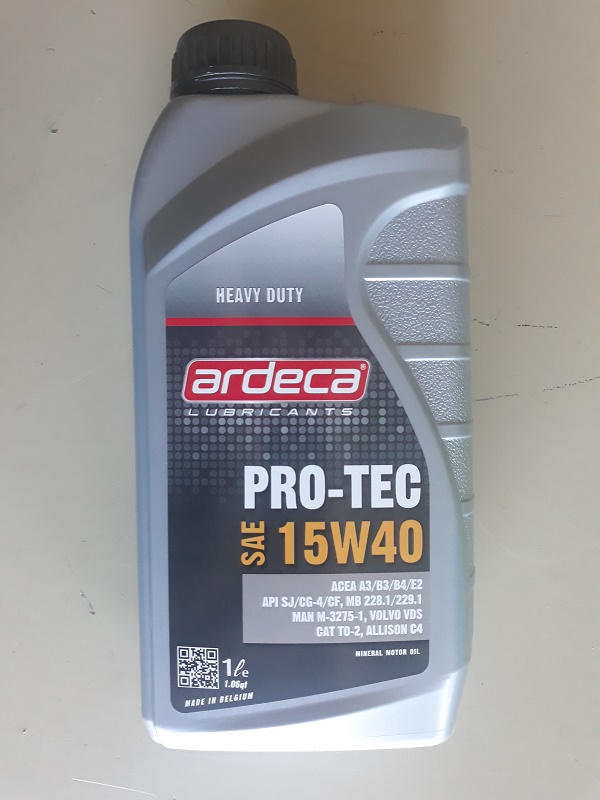 HEAVY DUTY
ardeca®
LUBRICANTS
PRO-TEC
SAE 15W40
ACEA A3/B3/B4/E2
API SJ/CG-4/CF, MB 228.1/229.1
MAN M-3275-1, VOLVO VDS
CAT TO-2, ALLISON C4
MINERAL MOTOR OIL
1ℓe
1.06qt
MADE IN BELGIUM